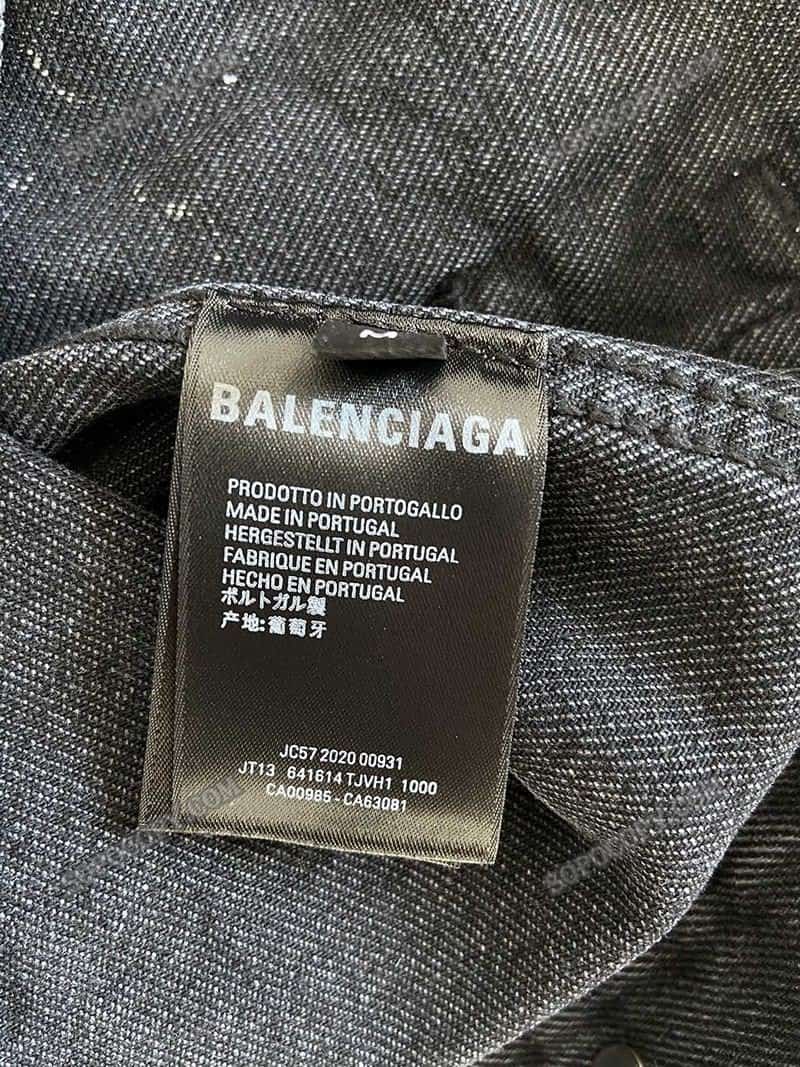 BALENCIAGA
PRODOTTO IN PORTOGALLO
MADE IN PORTUGAL
HERGESTELLT IN PORTUGAL
FABRIQUE EN PORTUGAL
HECHO EN PORTUGAL
ポルトガル製
产地:葡萄牙
JC57 2020 00931
JT13 641614 TJVH1 1000
CA00985 - CA63081